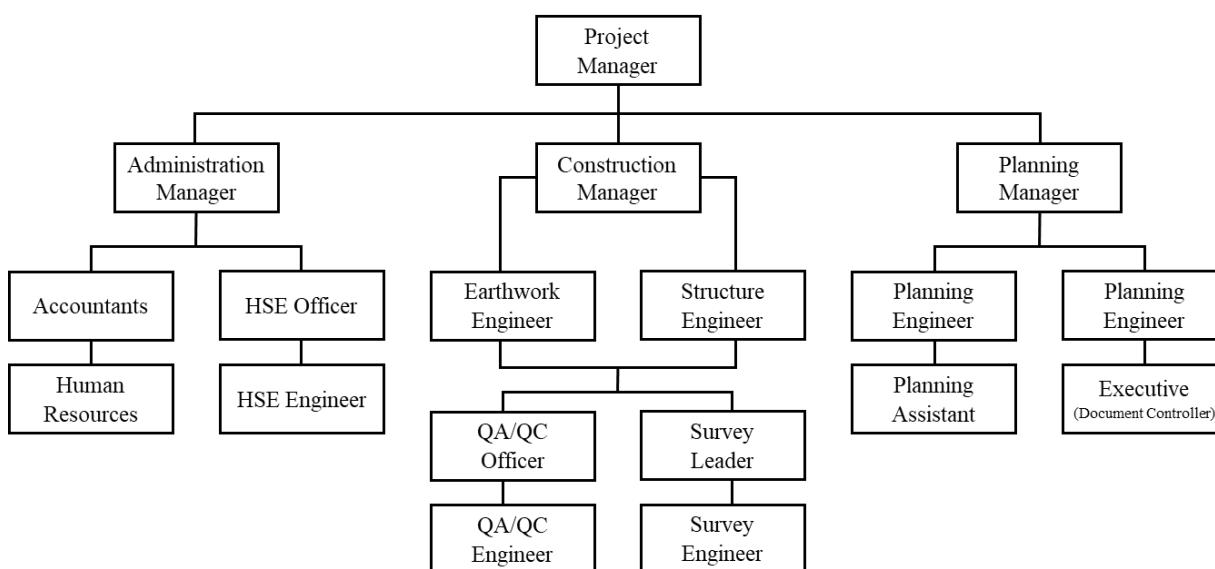 Project
Manager
Administration
Manager
Construction
Manager
Planning
Manager
Accountants
HSE Officer
Earthwork
Engineer
Structure
Engineer
Planning
Engineer
Planning
Engineer
Human
Resources
HSE Engineer
Planning
Assistant
Executive
(Document Controller)
QA/QC
Officer
Survey
Leader
QA/QC
Engineer
Survey
Engineer